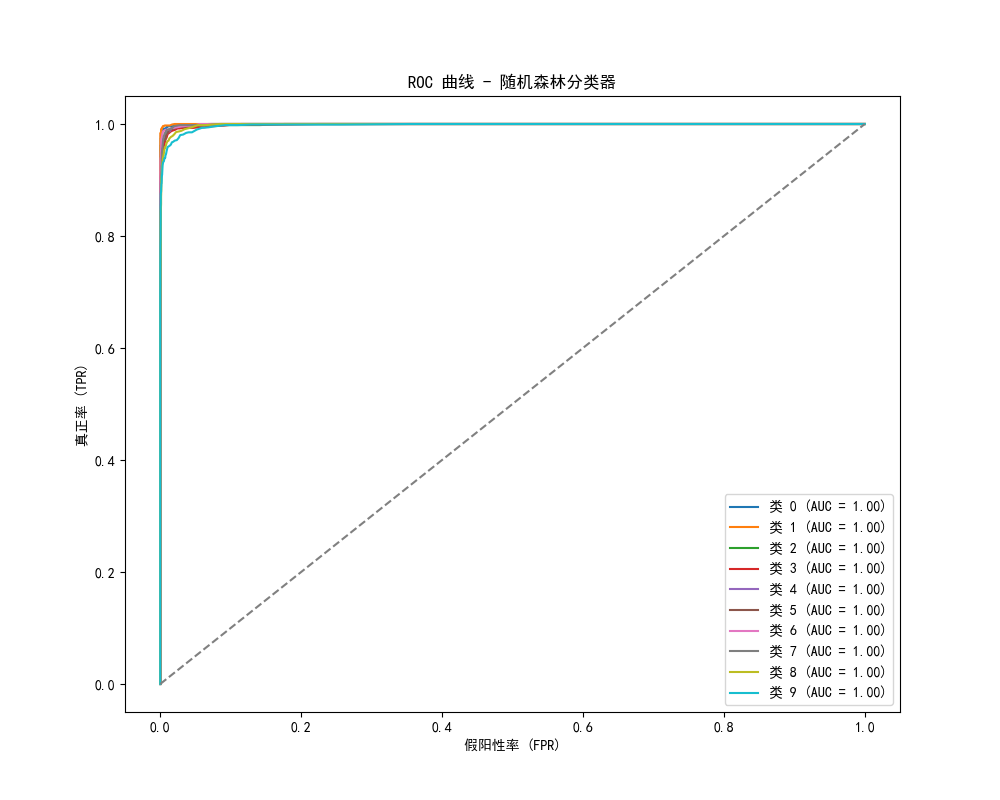 ROC 曲线 - 随机森林分类器
真正率 (TPR)
1.0
0.8
0.6
0.4
0.2
0.0
0.0 0.2 0.4 0.6 0.8 1.0
假阳性率 (FPR)
类 0 (AUC = 1.00)
类 1 (AUC = 1.00)
类 2 (AUC = 1.00)
类 3 (AUC = 1.00)
类 4 (AUC = 1.00)
类 5 (AUC = 1.00)
类 6 (AUC = 1.00)
类 7 (AUC = 1.00)
类 8 (AUC = 1.00)
类 9 (AUC = 1.00)